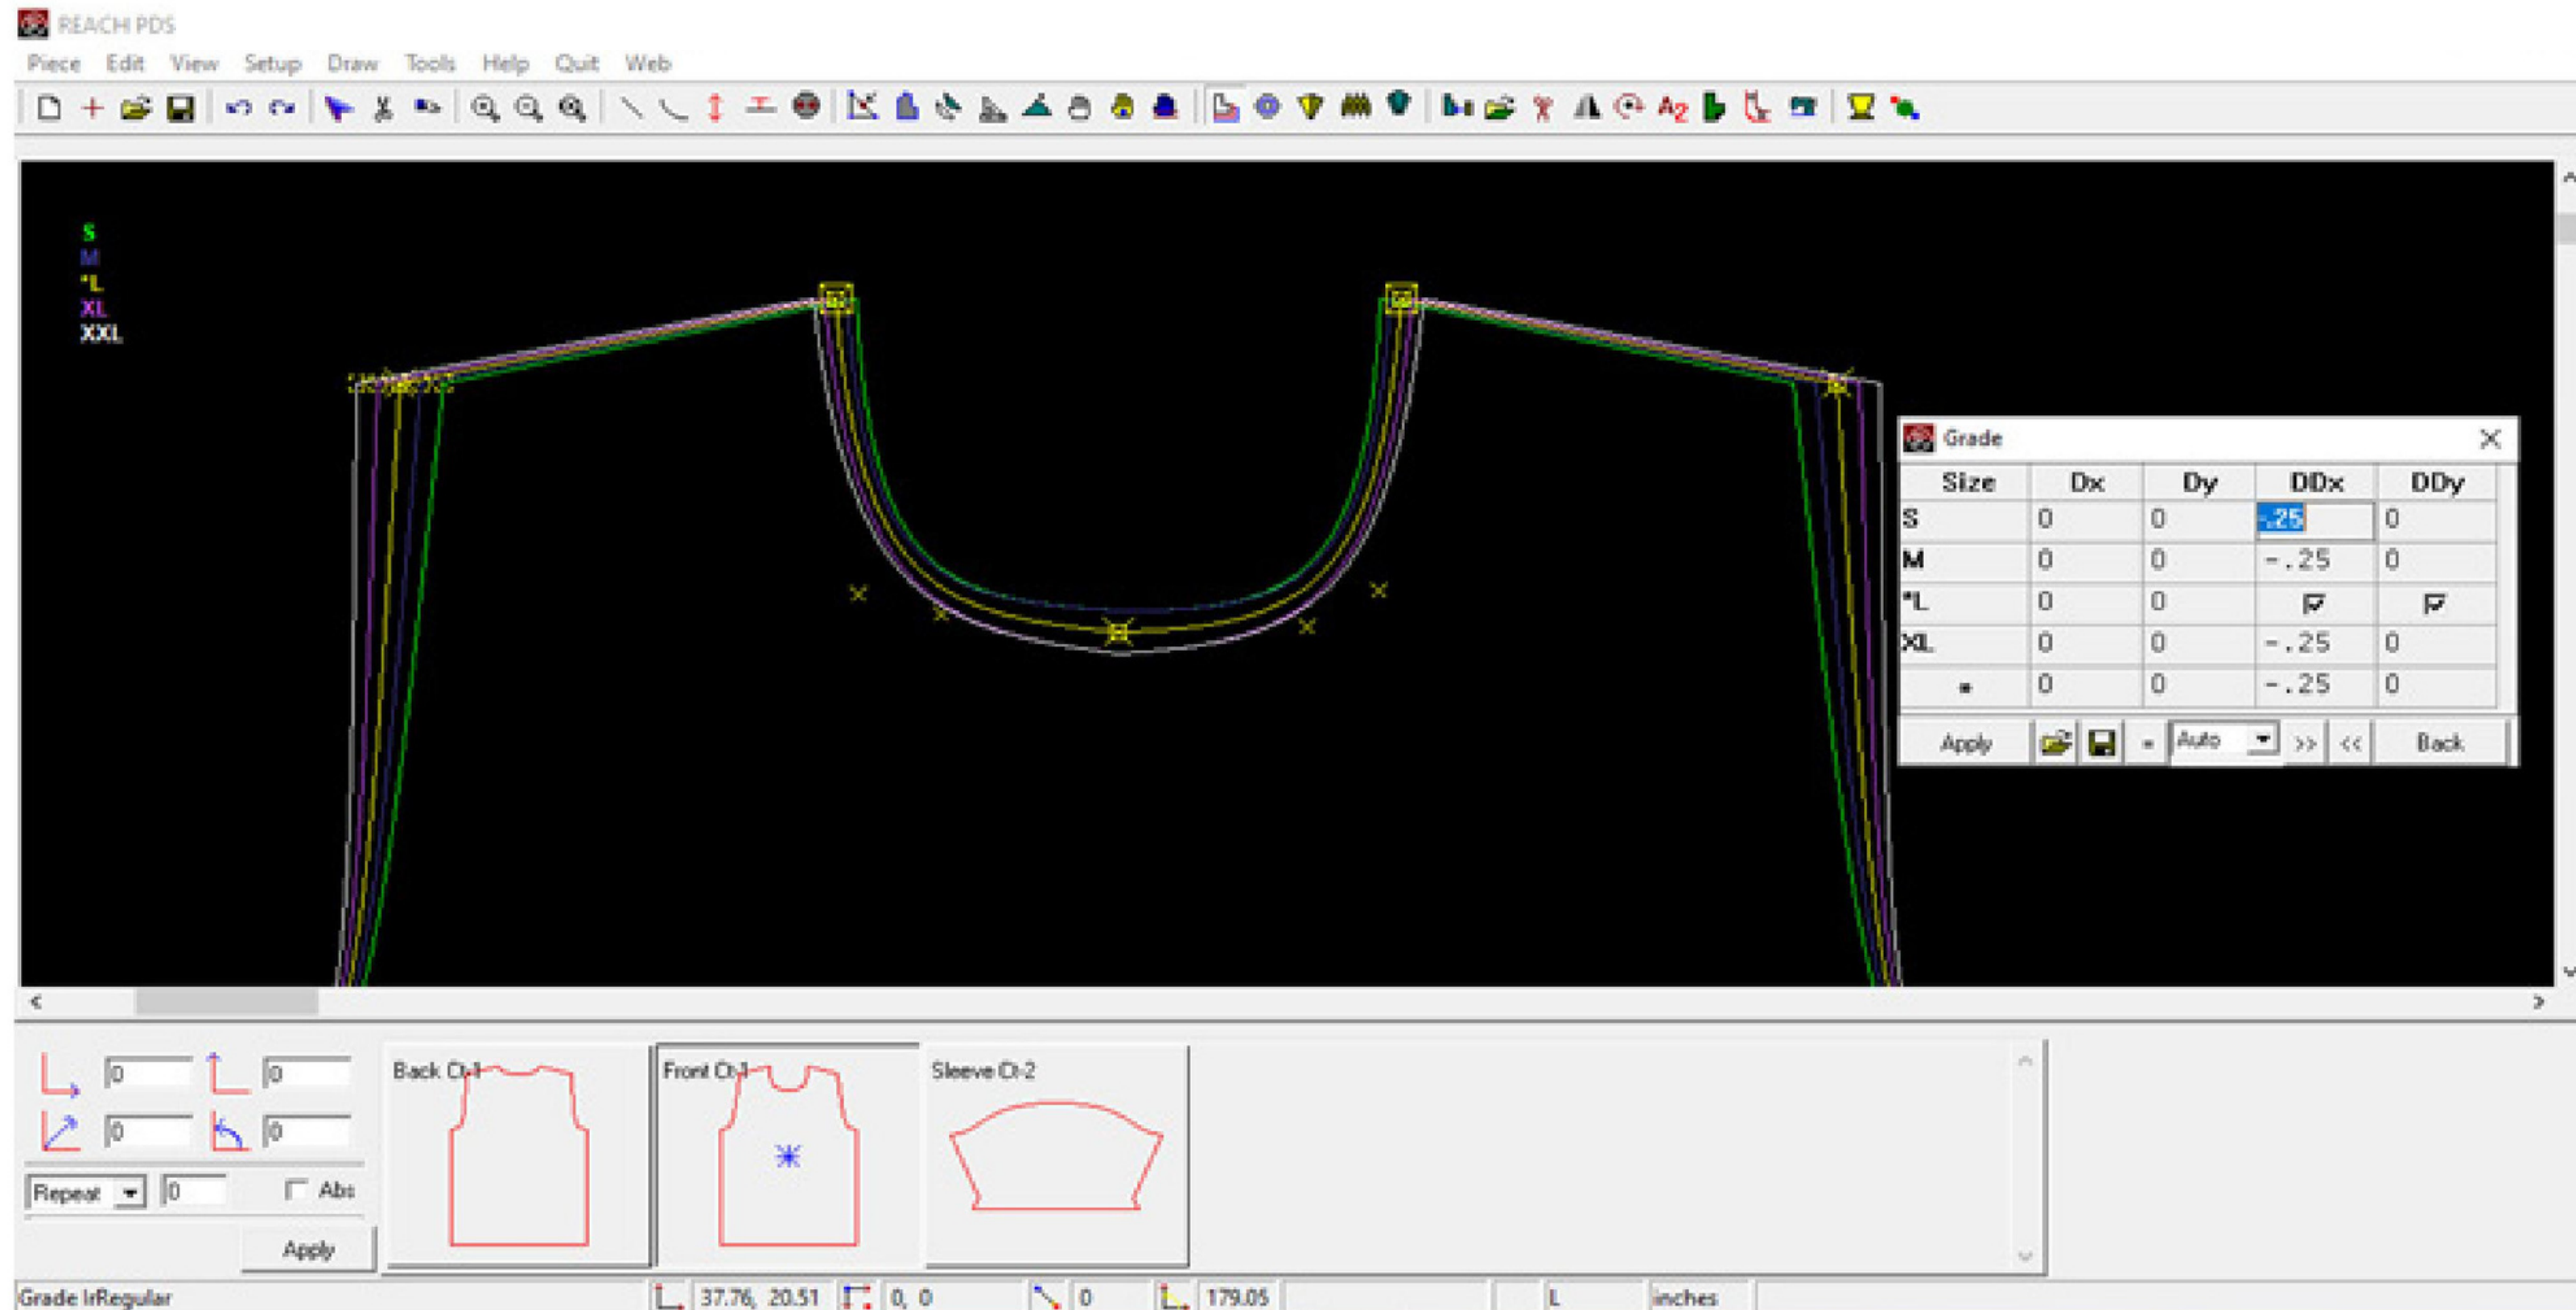 REACH PDS
Piece Edit View Setup Draw Tools Help Quit Web
A2
S
M
*L
XL
XXL
Grade
Size Dx Dy DDx DDy
S 0 0 -.25 0
M 0 0 -.25 0
*L 0 0
XL 0 0 -.25 0
* 0 0 -.25 0
Apply = Auto >> << Back
0 0
0 0
Repeat 0 Abs
Apply
Back Ct-1 Front Ct-1 Sleeve Ct-2
Grade IrRegular 37.76, 20.51 0, 0 0 179.05 L inches